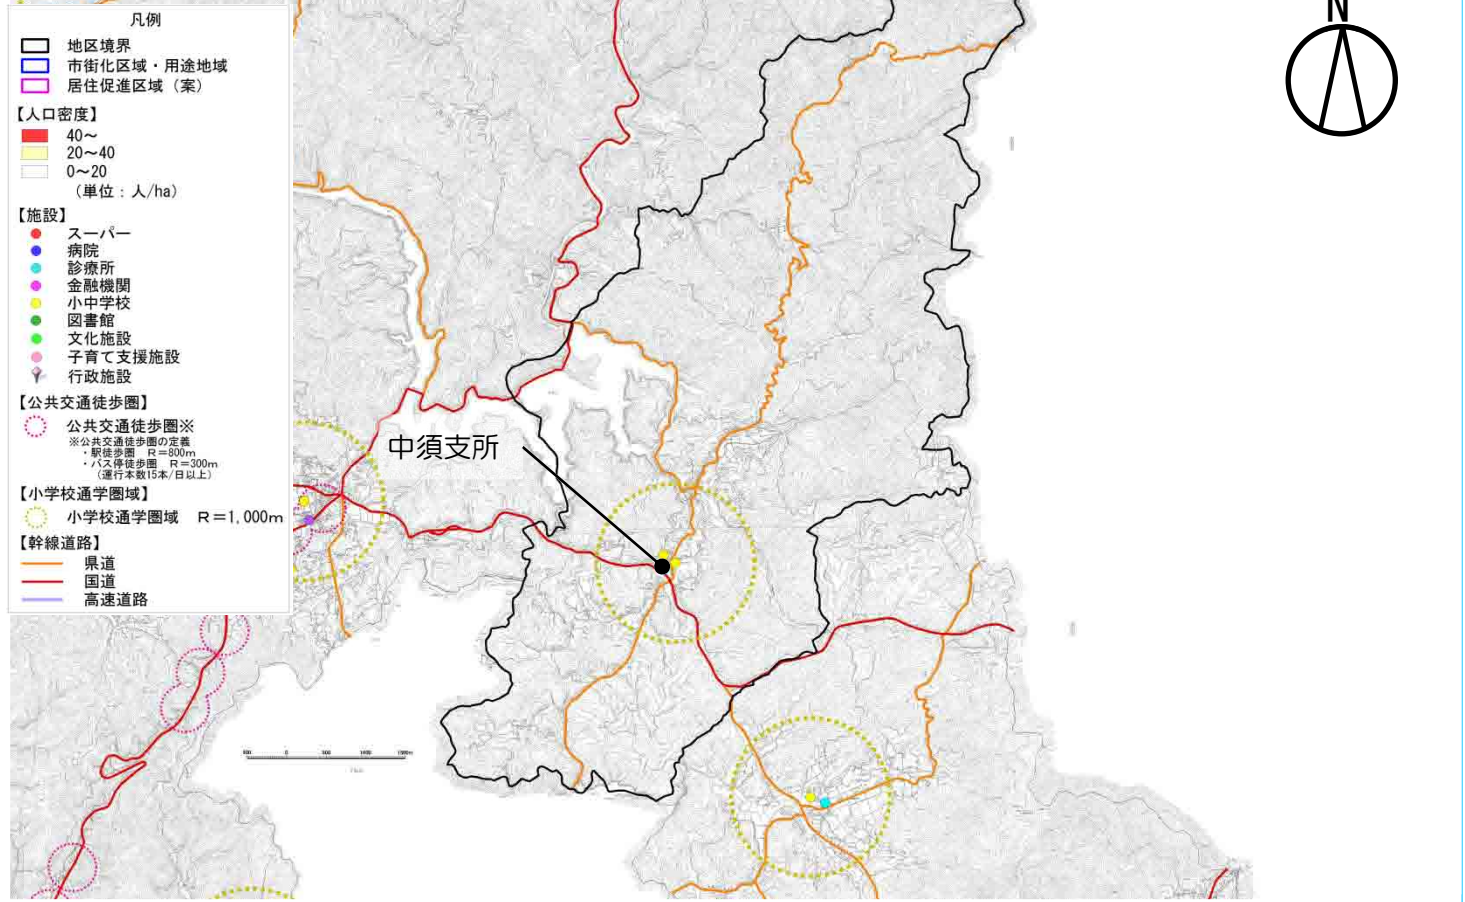 凡例
地区境界
市街化区域・用途地域
居住促進区域（案）
【人口密度】
40～
20～40
0～20
（単位：人/ha）
【施設】
スーパー
病院
診療所
金融機関
小中学校
図書館
文化施設
子育て支援施設
行政施設
【公共交通徒歩圏】
公共交通徒歩圏※
※公共交通徒歩圏の定義
・駅徒歩圏　R＝800m
・バス停徒歩圏　R＝300m
（運行本数15本/日以上）
【小学校通学圏域】
小学校通学圏域　R＝1,000m
【幹線道路】
県道
国道
高速道路
中須支所
N